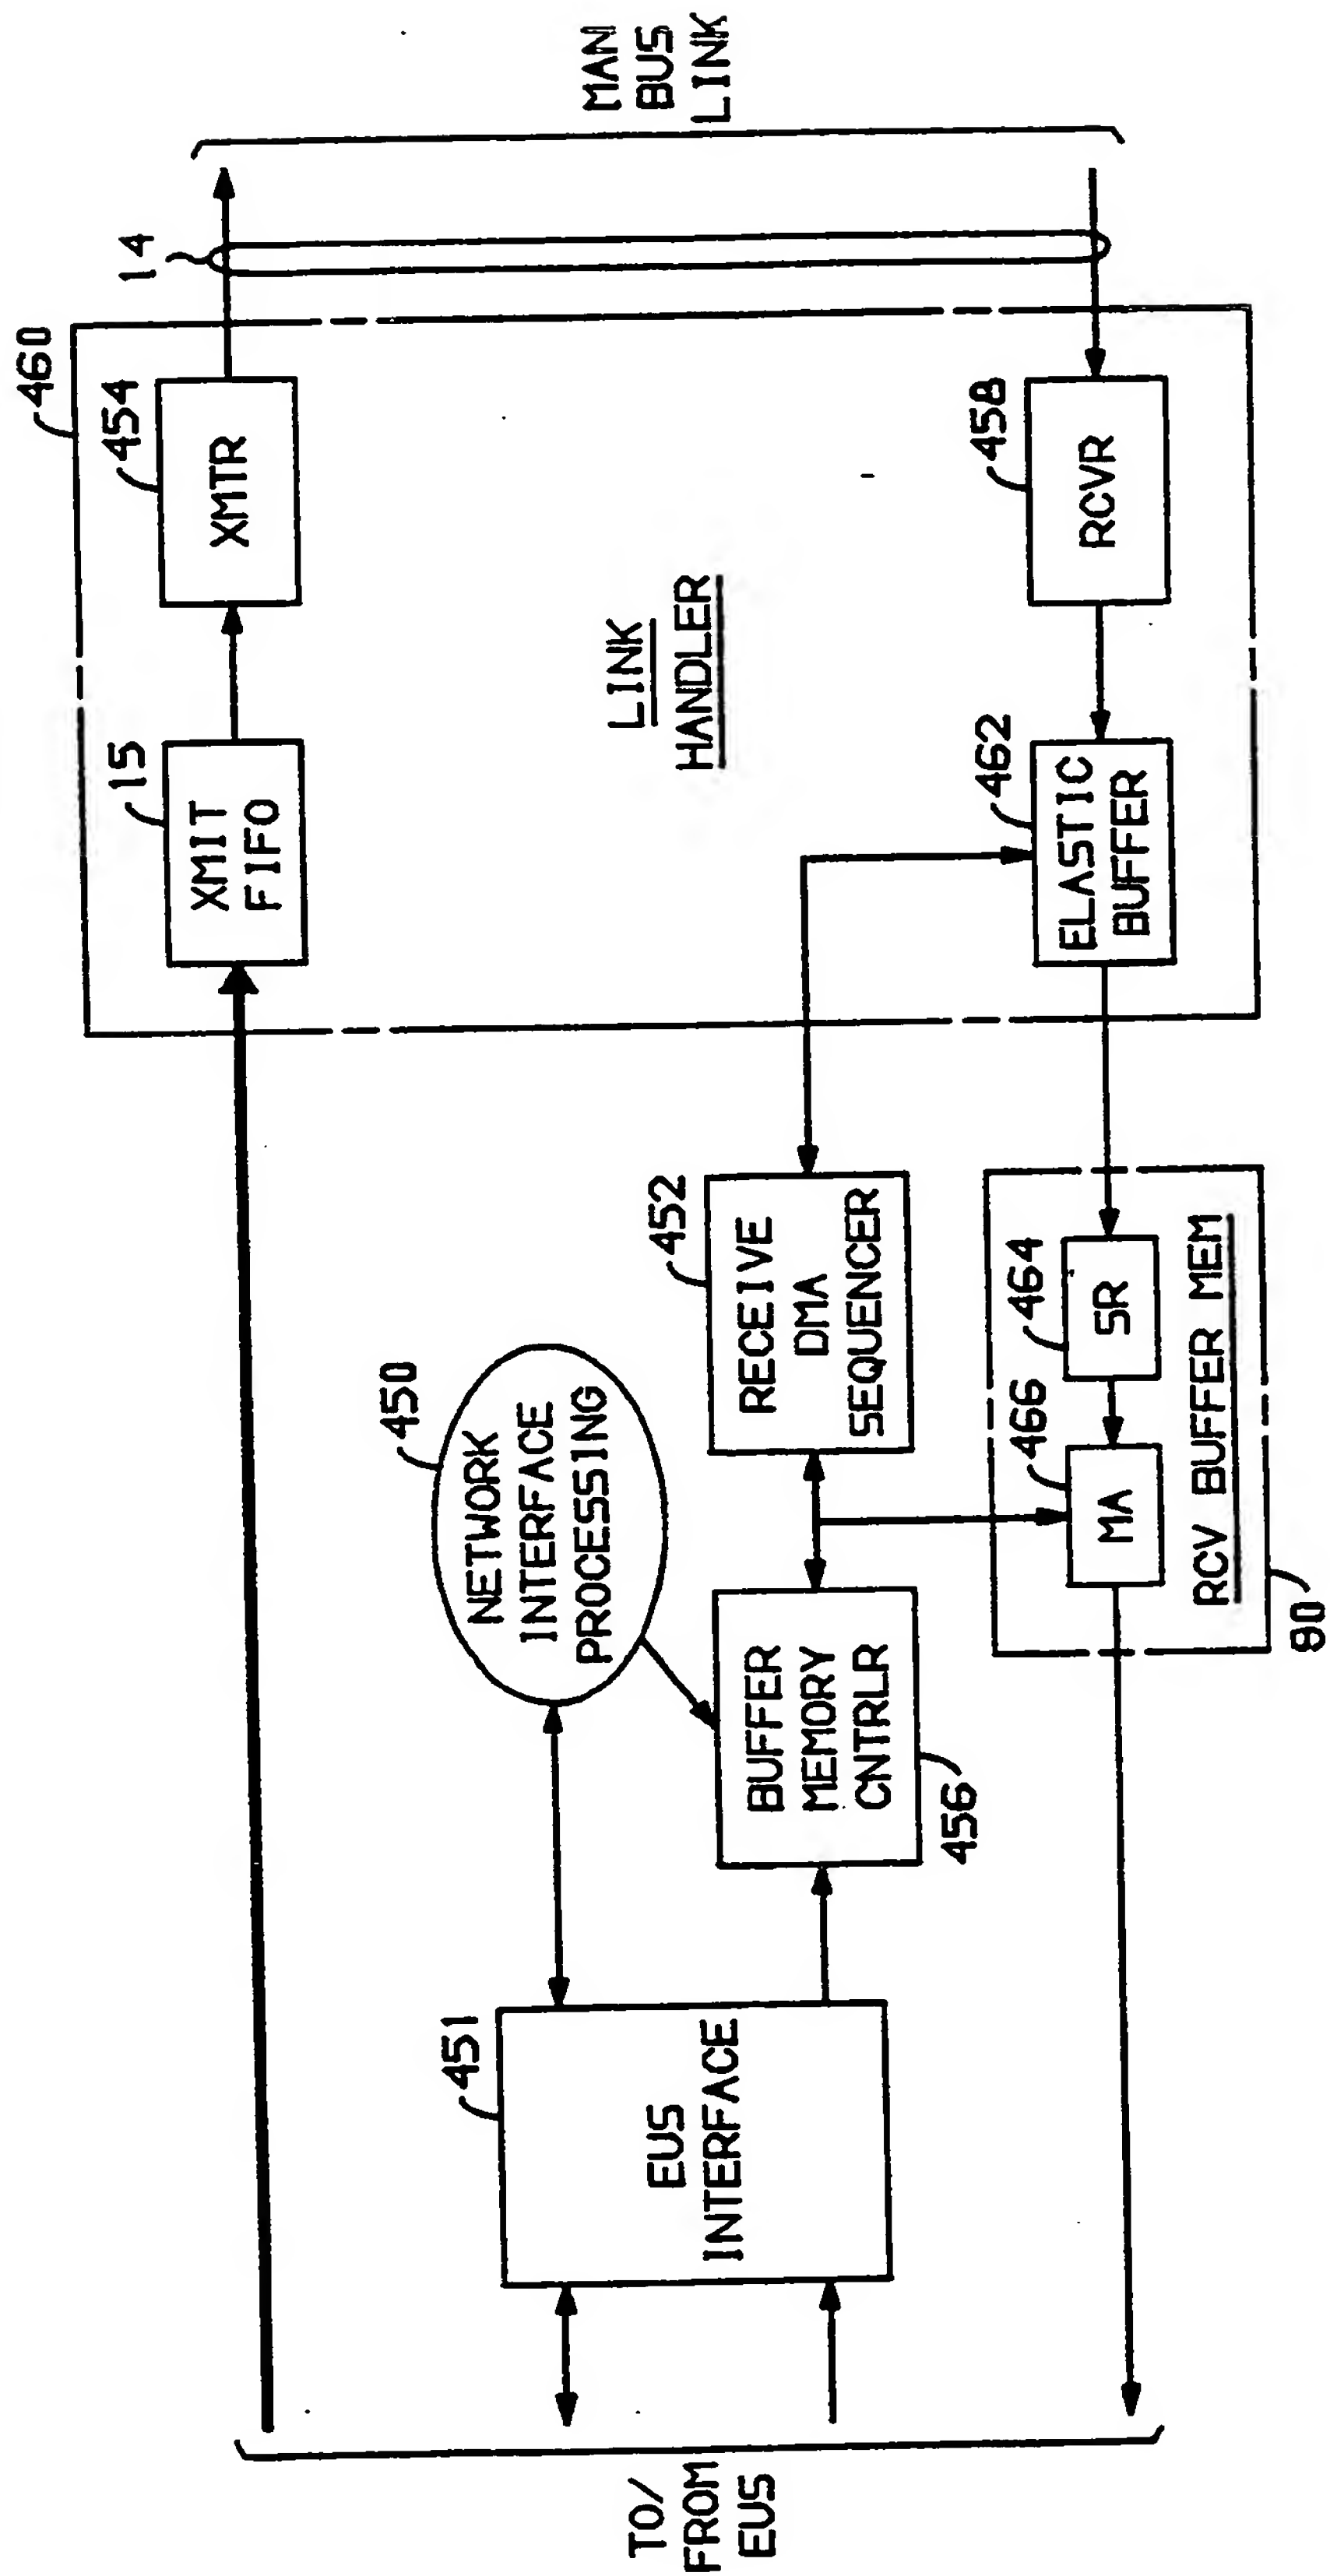 460
454
XMTR
14
15
XMIT
FIFO
MAN
BUS
LINK
LINK
HANDLER
450
NETWORK
INTERFACE
PROCESSING
451
EUS
INTERFACE
TO/
FROM
EUS
452
RECEIVE
DMA
SEQUENCER
BUFFER
MEMORY
CNTRLR
456
458
RCVR
462
ELASTIC
BUFFER
464
SR
466
MA
RCV BUFFER MEM
90